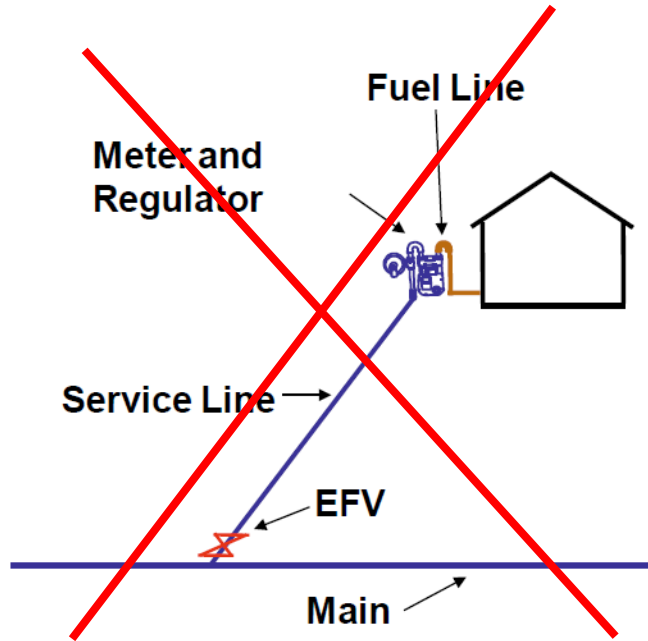 Fuel Line
Meter and
Regulator
Service Line
EFV
Main